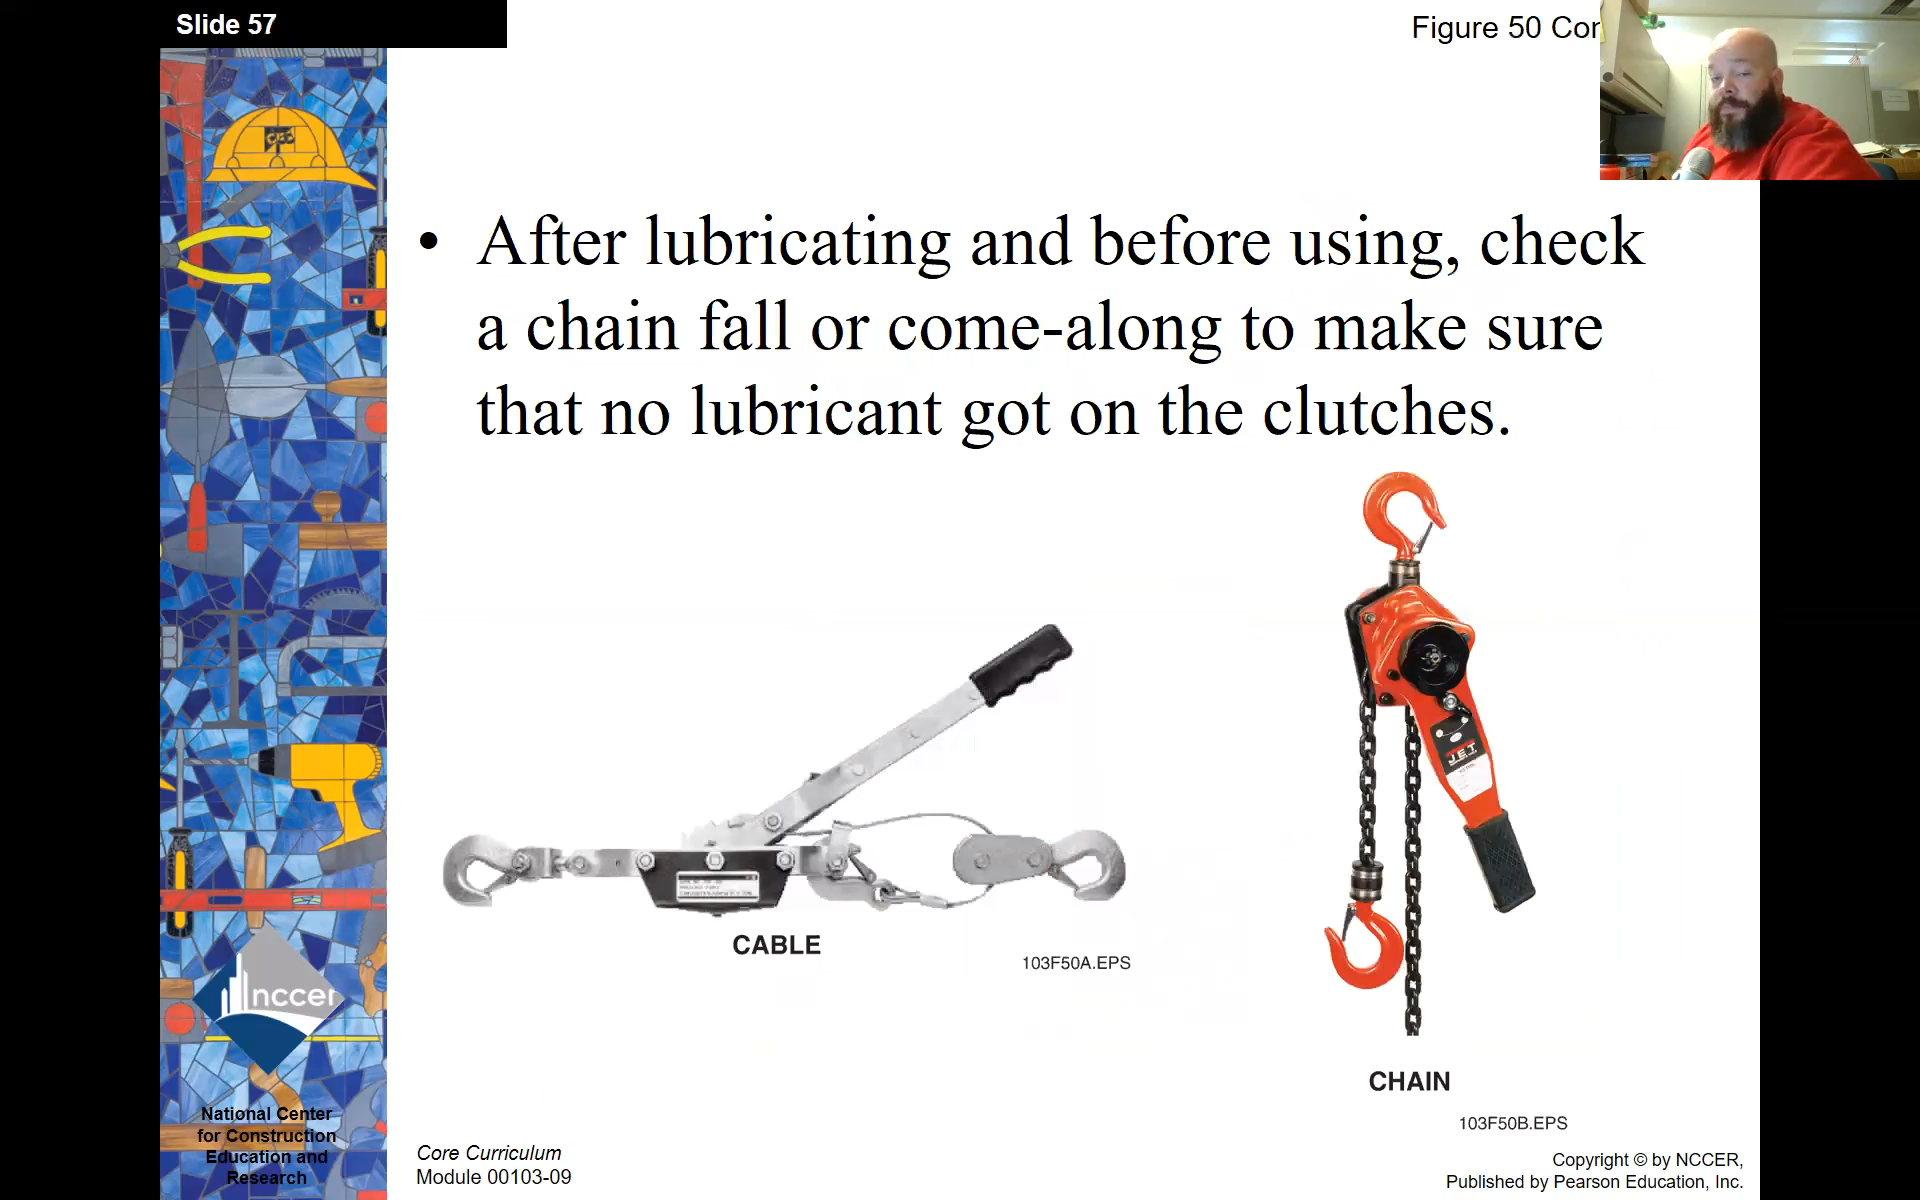 Slide 57
Figure 50 Co
• After lubricating and before using, check
a chain fall or come-along to make sure
that no lubricant got on the clutches.
JET
CABLE
103F50A.EPS
CHAIN
103F50B.EPS
nccer
National Center
for Construction
Education and
Research
Core Curriculum
Module 00103-09
Copyright © by NCCER,
Published by Pearson Education, Inc.